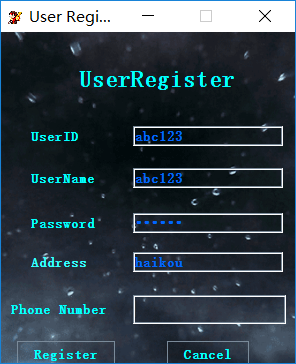 User Regi...
UserRegister
UserID abc123
UserName abc123
Password ------
Address haikou
Phone Number
Register Cancel